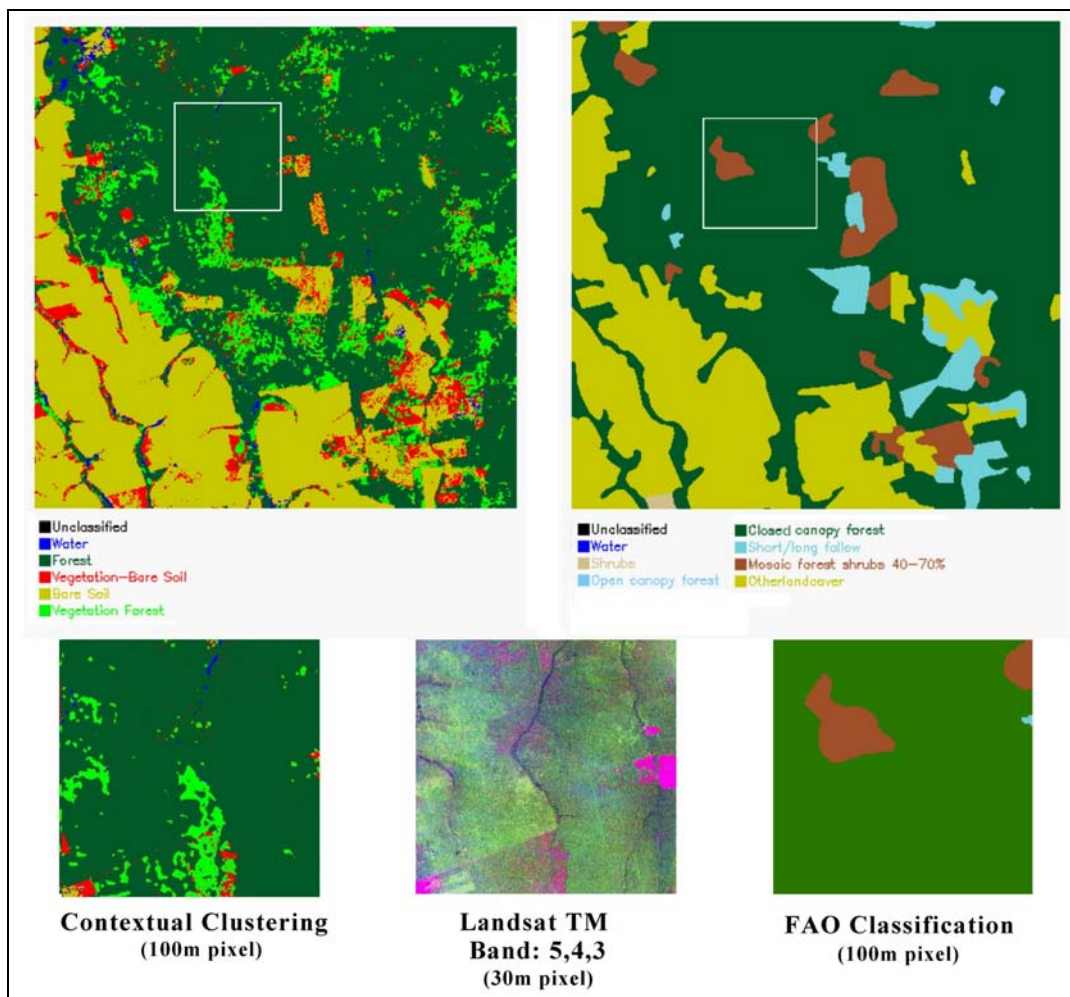 Unclassified
Water
Forest
Vegetation-Bare Soil
Bare Soil
Vegetation Forest
Unclassified
Water
Shrubs
Open canopy forest
Closed canopy forest
Short/long fallow
Mosaic forest shrubs 40-70%
Otherlandcaver
Contextual Clustering
(100m pixel)
Landsat TM
Band: 5,4,3
(30m pixel)
FAO Classification
(100m pixel)